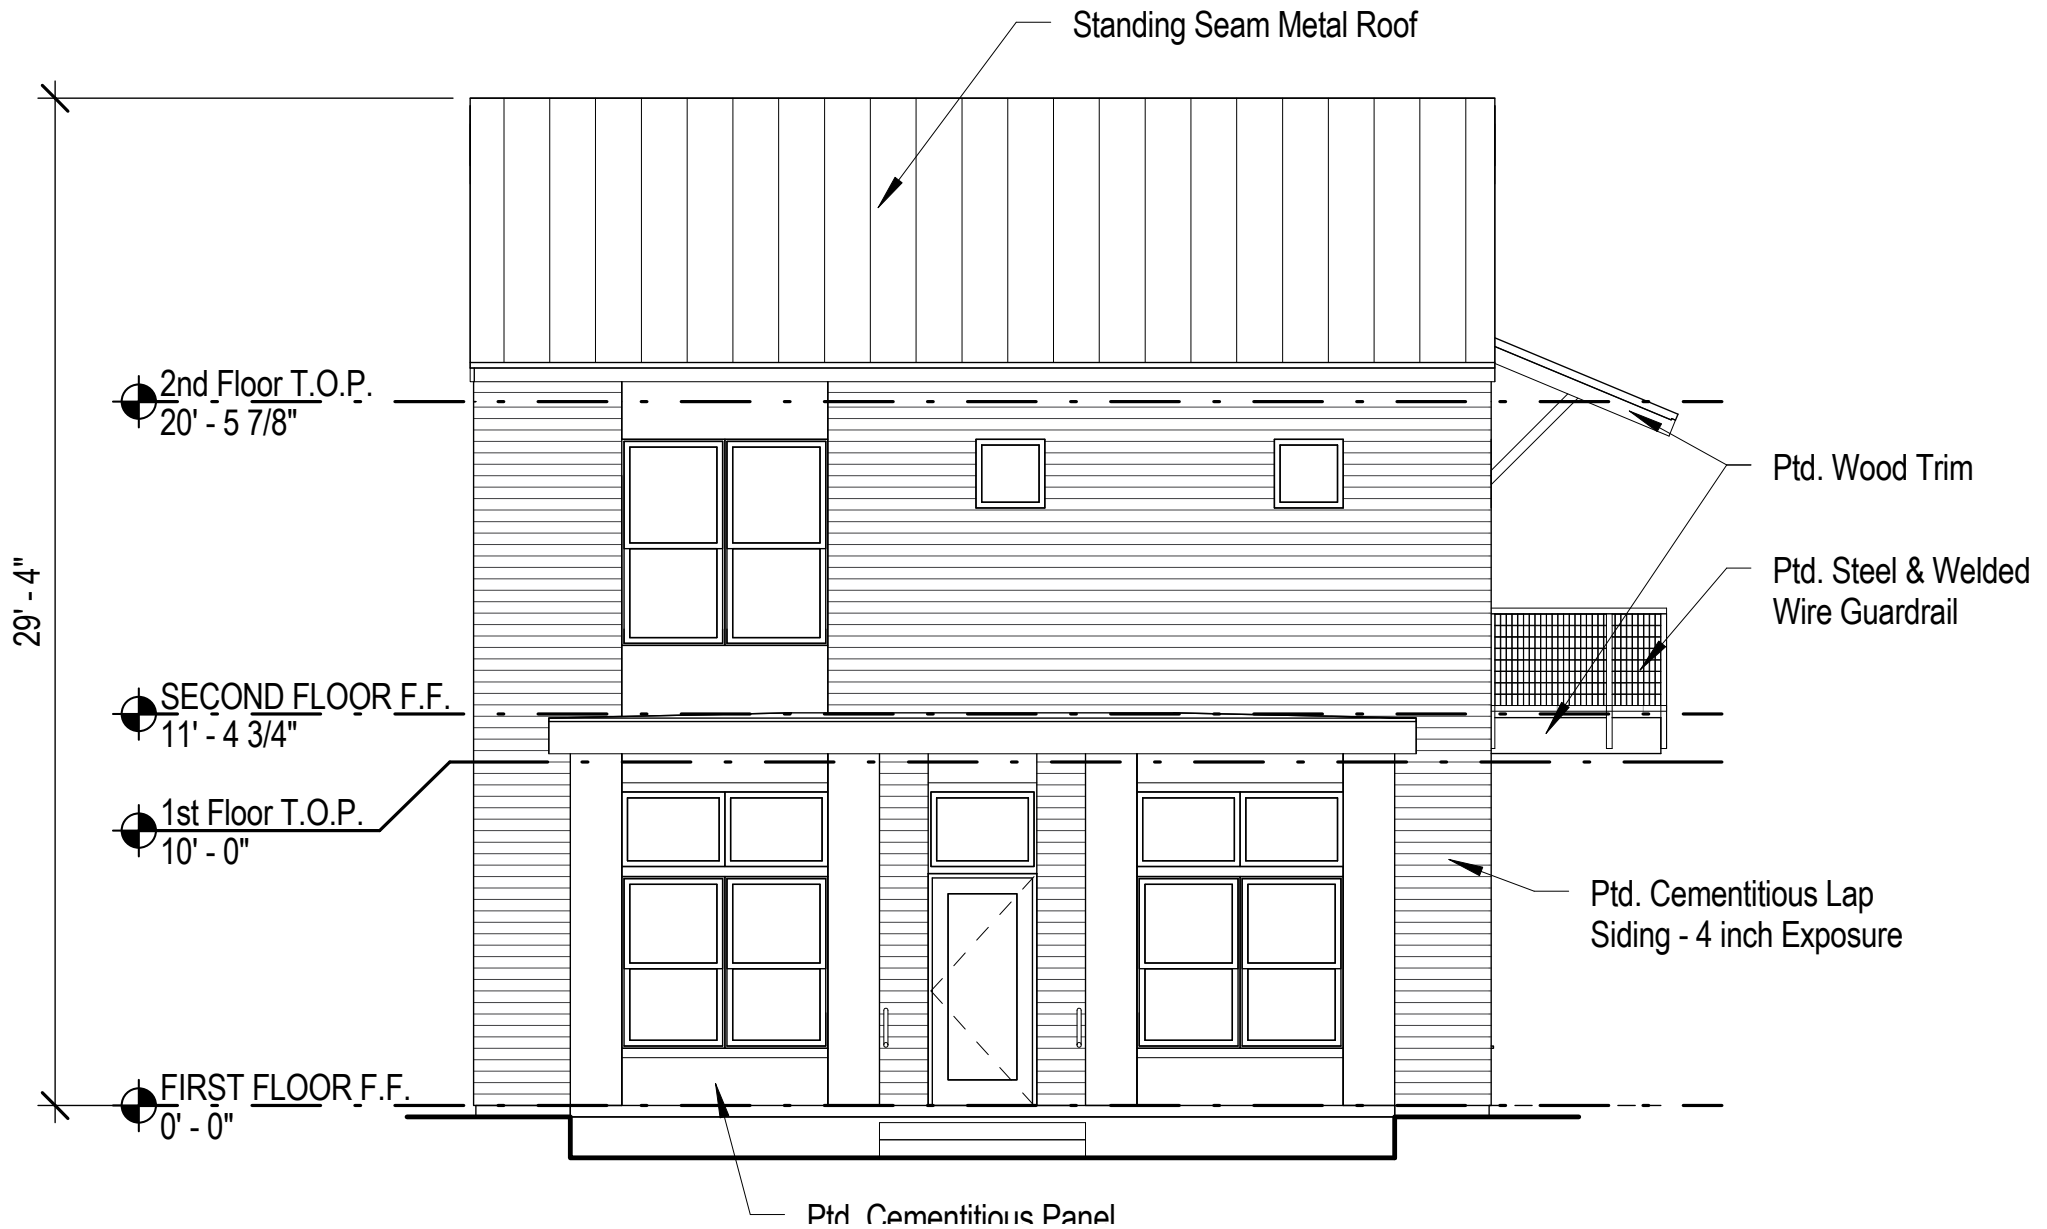 Standing Seam Metal Roof
2nd Floor T.O.P.
20' - 5 7/8"
Ptd. Wood Trim
29' - 4"
Ptd. Steel & Welded
Wire Guardrail
SECOND FLOOR F.F.
11' - 4 3/4"
1st Floor T.O.P.
10' - 0"
Ptd. Cementitious Lap
Siding - 4 inch Exposure
FIRST FLOOR F.F.
0' - 0"
Ptd. Cementitious Panel